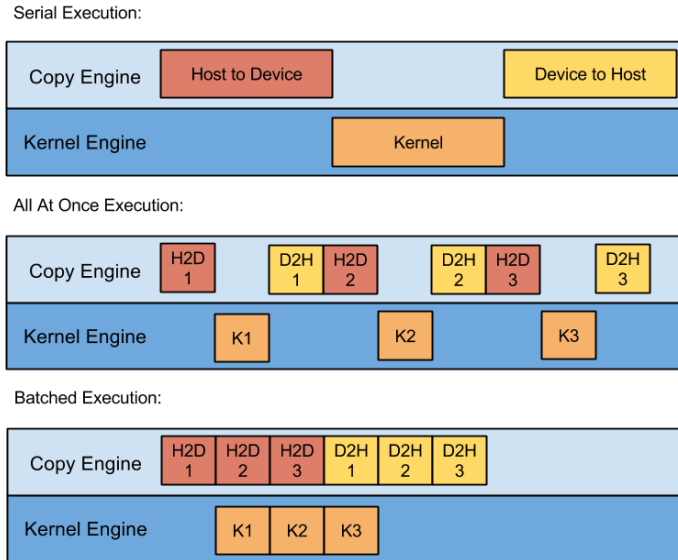 Serial Execution:
Copy Engine
Host to Device
Device to Host
Kernel Engine
Kernel
All At Once Execution:
Copy Engine
H2D
1
D2H
1
H2D
2
D2H
2
H2D
3
D2H
3
Kernel Engine
K1
K2
K3
Batched Execution:
Copy Engine
H2D
1
H2D
2
H2D
3
D2H
1
D2H
2
D2H
3
Kernel Engine
K1
K2
K3